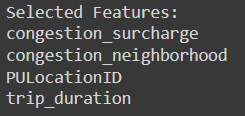 Selected Features:
congestion_surcharge
congestion_neighborhood
PULocationID
trip_duration